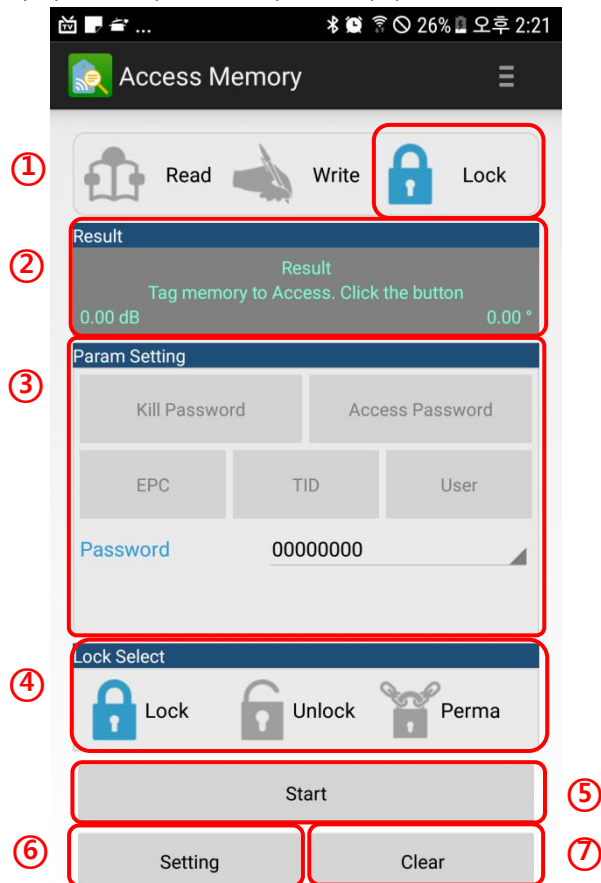 ... 26% 오후 2:21
Access Memory
① Read Write Lock
Result
② Result
Tag memory to Access. Click the button
0.00 dB 0.00 °
Param Setting
③ Kill Password Access Password
EPC TID User
Password 00000000
Lock Select
④ Lock Unlock Perma
Start ⑤
⑥ Setting Clear ⑦